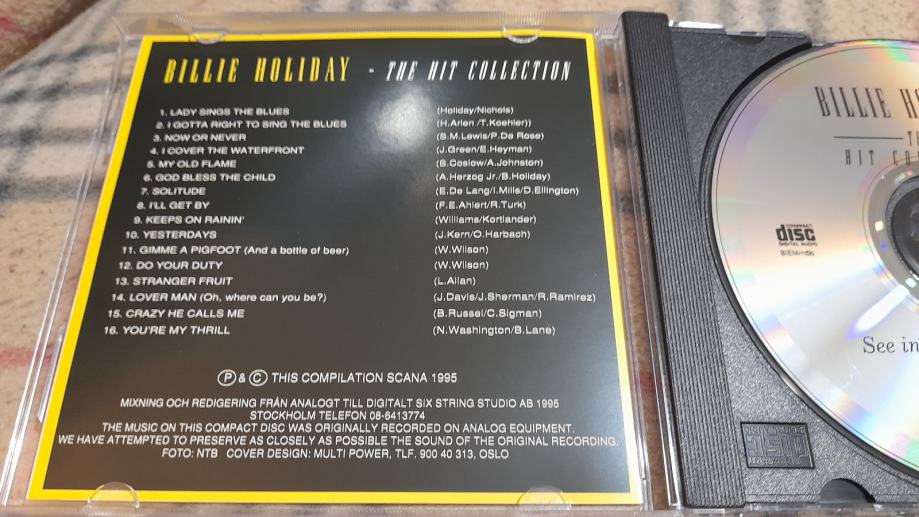 BILLIE HOLIDAY - THE HIT COLLECTION
1. LADY SINGS THE BLUES (Holiday/Nichols)
2. I GOTTA RIGHT TO SING THE BLUES (H.Arlen /T.Koehler))
3. NOW OR NEVER (S.M.Lewis/P.De Rose)
4. I COVER THE WATERFRONT (J.Green/E.Heyman)
5. MY OLD FLAME (S.Coslow/A.Johnston)
6. GOD BLESS THE CHILD (A.Herzog Jr./B.Holiday)
7. SOLITUDE (E.De Lang/I.Mills/D.Ellington)
8. I'LL GET BY (F.E.Ahlert/R.Turk)
9. KEEPS ON RAININ' (Williams/Kortlander)
10. YESTERDAYS (J.Kern/O.Harbach)
11. GIMME A PIGFOOT (And a bottle of beer) (W.Wilson)
12. DO YOUR DUTY (W.Wilson)
13. STRANGER FRUIT (L.Allan)
14. LOVER MAN (Oh, where can you be?) (J.Davis/J.Sherman/R.Ramirez)
15. CRAZY HE CALLS ME (B.Russel/C.Sigman)
16. YOU'RE MY THRILL (N.Washington/B.Lane)
Ⓟ & © THIS COMPILATION SCANA 1995
MIXNING OCH REDIGERING FRÅN ANALOGT TILL DIGITALT SIX STRING STUDIO AB 1995
STOCKHOLM TELEFON 08-6413774
THE MUSIC ON THIS COMPACT DISC WAS ORIGINALLY RECORDED ON ANALOG EQUIPMENT.
WE HAVE ATTEMPTED TO PRESERVE AS CLOSELY AS POSSIBLE THE SOUND OF THE ORIGINAL RECORDING.
FOTO: NTB COVER DESIGN: MULTI POWER, TLF. 900 40 313, OSLO
BILLIE
HIT
COMPACT
disc
DIGITAL AUDIO
BIEM/ncb
See